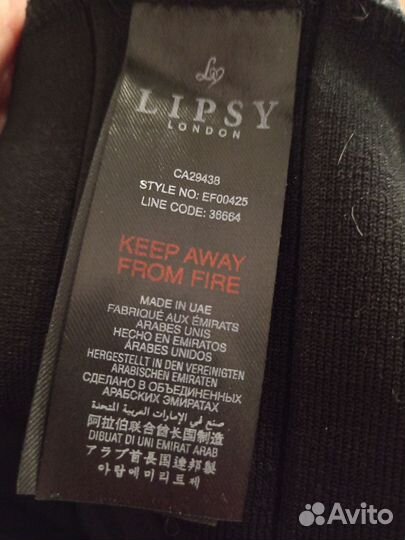 LIPSY
LONDON
CA29438
STYLE NO: EF00425
LINE CODE: 36664
KEEP AWAY
FROM FIRE
MADE IN UAE
FABRIQUÉ AUX ÉMIRATS
ARABES UNIS
HECHO EN EMIRATOS
ÁRABES UNIDOS
HERGESTELLT IN DEN VEREINIGTEN
ARABISCHEN EMIRATEN
СДЕЛАНО В ОБЪЕДИНЕННЫХ
АРАБСКИХ ЭМИРАТАХ
صنع في الإمارات العربية المتحدة
阿拉伯联合酋长国制造
DIBUAT DI UNI EMIRAT ARAB
アラブ首長国連邦製
아랍에미리트제
Avito